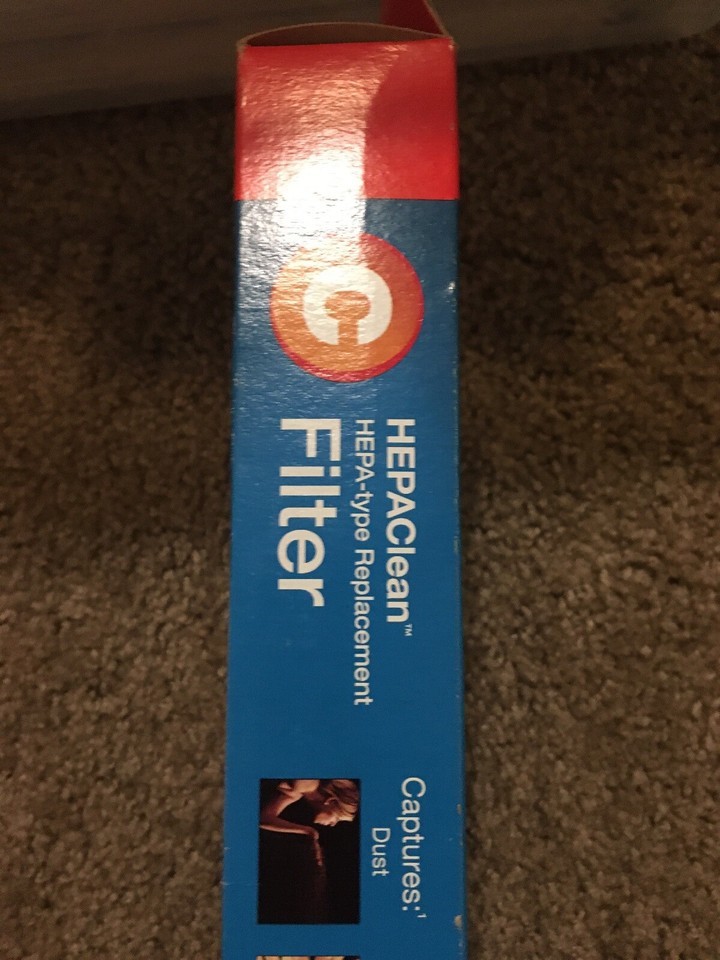 C
HEPAClean™
HEPA-type Replacement
Filter
Captures:¹
Dust